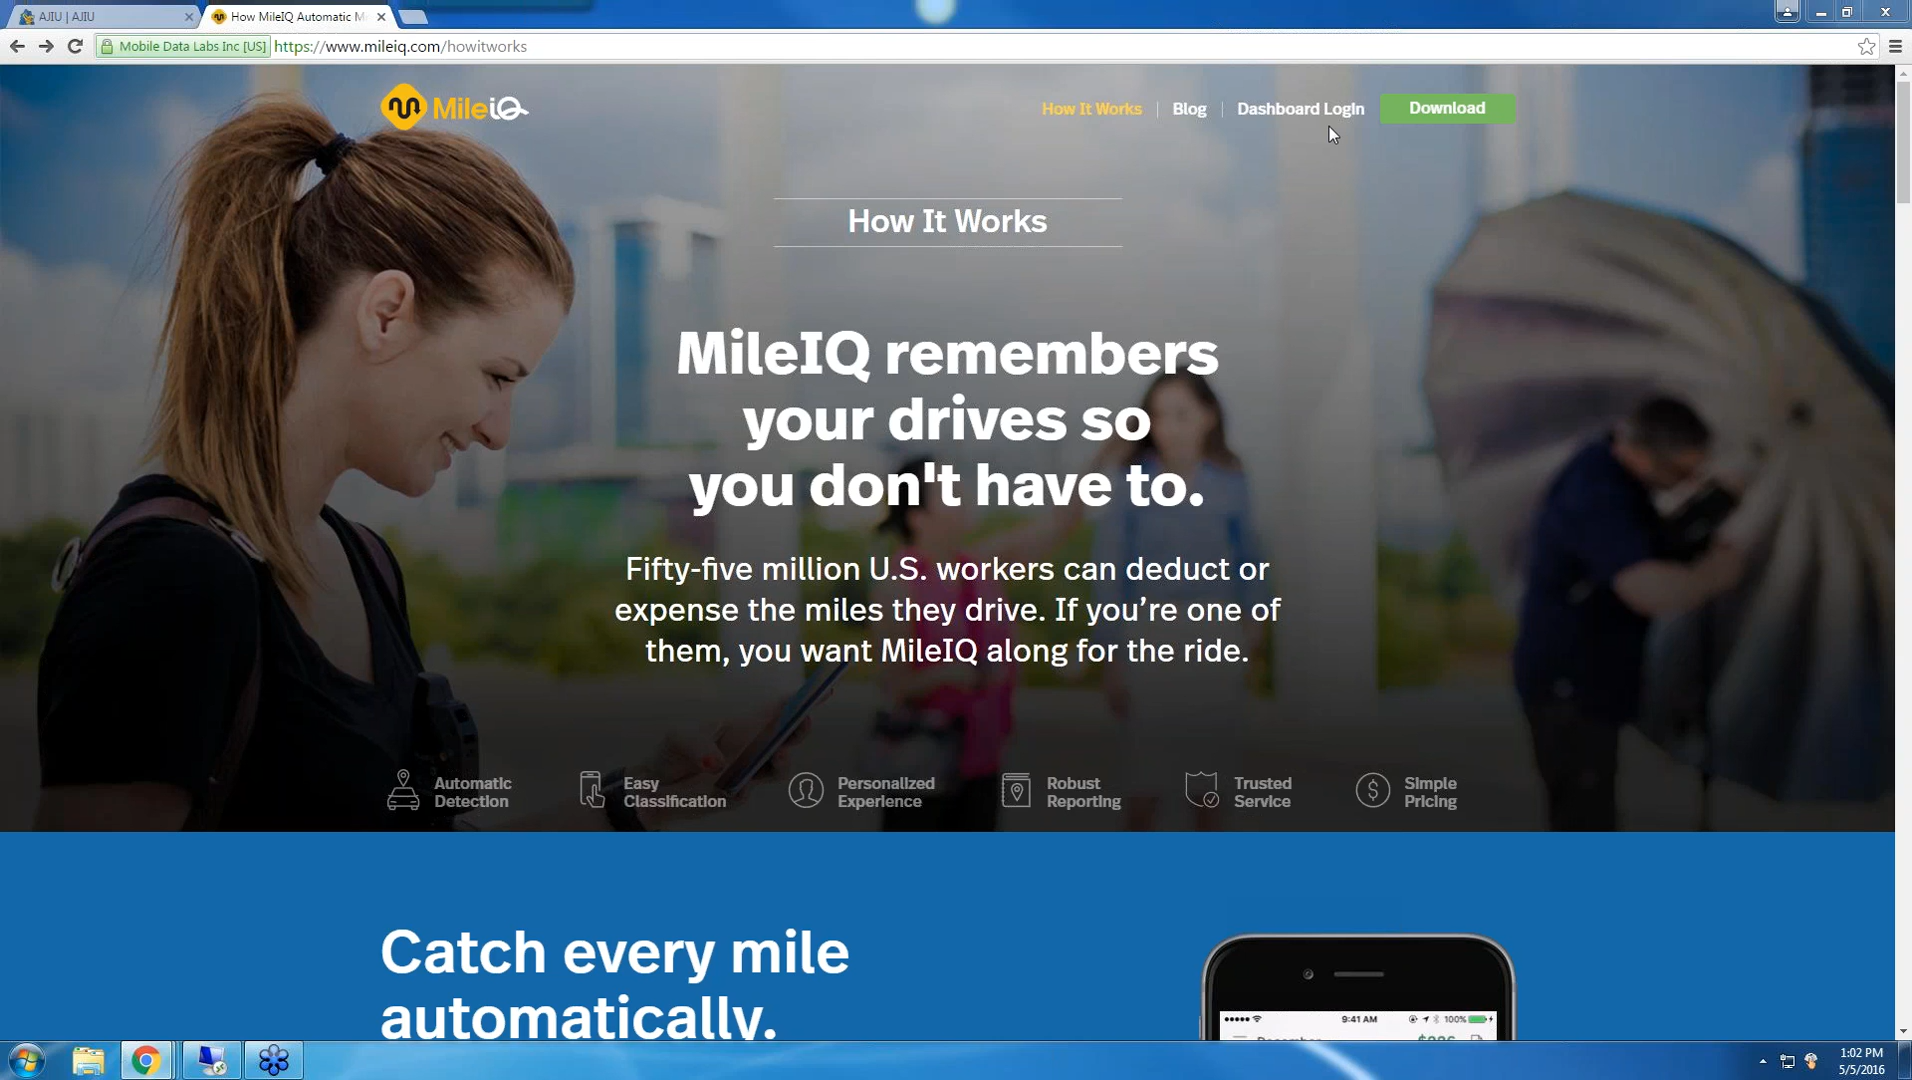 AJIU | AJIU
How MileIQ Automatic M
Mobile Data Labs Inc [US]
https://www.mileiq.com/howitworks
MileIQ
How It Works
Blog
Dashboard Login
Download
How It Works
MileIQ remembers
your drives so
you don't have to.
Fifty-five million U.S. workers can deduct or
expense the miles they drive. If you’re one of
them, you want MileIQ along for the ride.
Automatic
Detection
Easy
Classification
Personalized
Experience
Robust
Reporting
Trusted
Service
Simple
Pricing
Catch every mile
automatically.
9:41 AM
100%
1:02 PM
5/5/2016